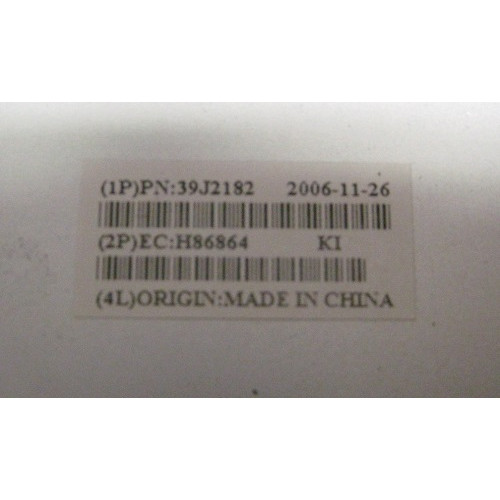 (1P)PN:39J2182 2006-11-26
(2P)EC:H86864 KI
(4L)ORIGIN:MADE IN CHINA